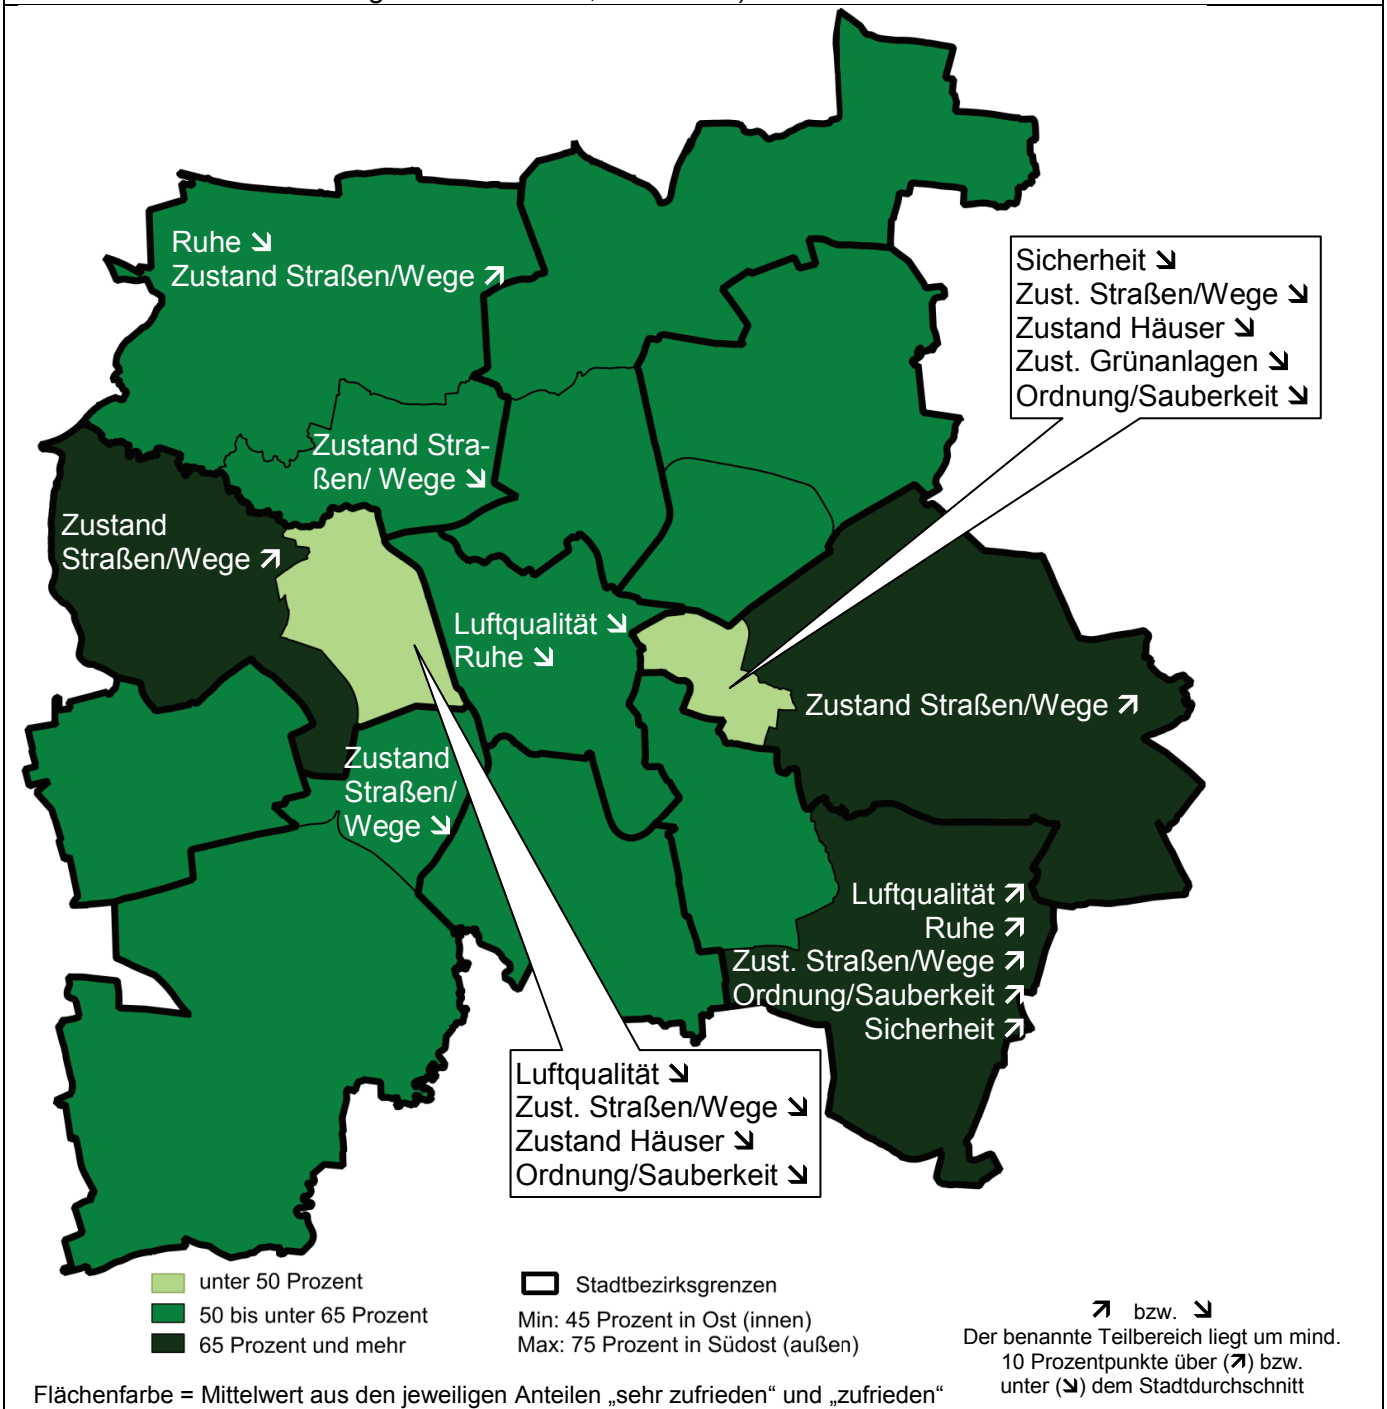 Ruhe ↘
Zustand Straßen/Wege ↗
Sicherheit ↘
Zust. Straßen/Wege ↘
Zustand Häuser ↘
Zust. Grünanlagen ↘
Ordnung/Sauberkeit ↘
Zustand Stra-
ßen/ Wege ↘
Zustand
Straßen/Wege ↗
Luftqualität ↘
Ruhe ↘
Zustand Straßen/Wege ↗
Zustand
Straßen/
Wege ↘
Luftqualität ↗
Ruhe ↗
Zust. Straßen/Wege ↗
Ordnung/Sauberkeit ↗
Sicherheit ↗
Luftqualität ↘
Zust. Straßen/Wege ↘
Zustand Häuser ↘
Ordnung/Sauberkeit ↘
unter 50 Prozent
50 bis unter 65 Prozent
65 Prozent und mehr
Stadtbezirksgrenzen
Min: 45 Prozent in Ost (innen)
Max: 75 Prozent in Südost (außen)
↗ bzw. ↘
Der benannte Teilbereich liegt um mind.
10 Prozentpunkte über (↗) bzw.
unter (↘) dem Stadtdurchschnitt
Flächenfarbe = Mittelwert aus den jeweiligen Anteilen „sehr zufrieden“ und „zufrieden“